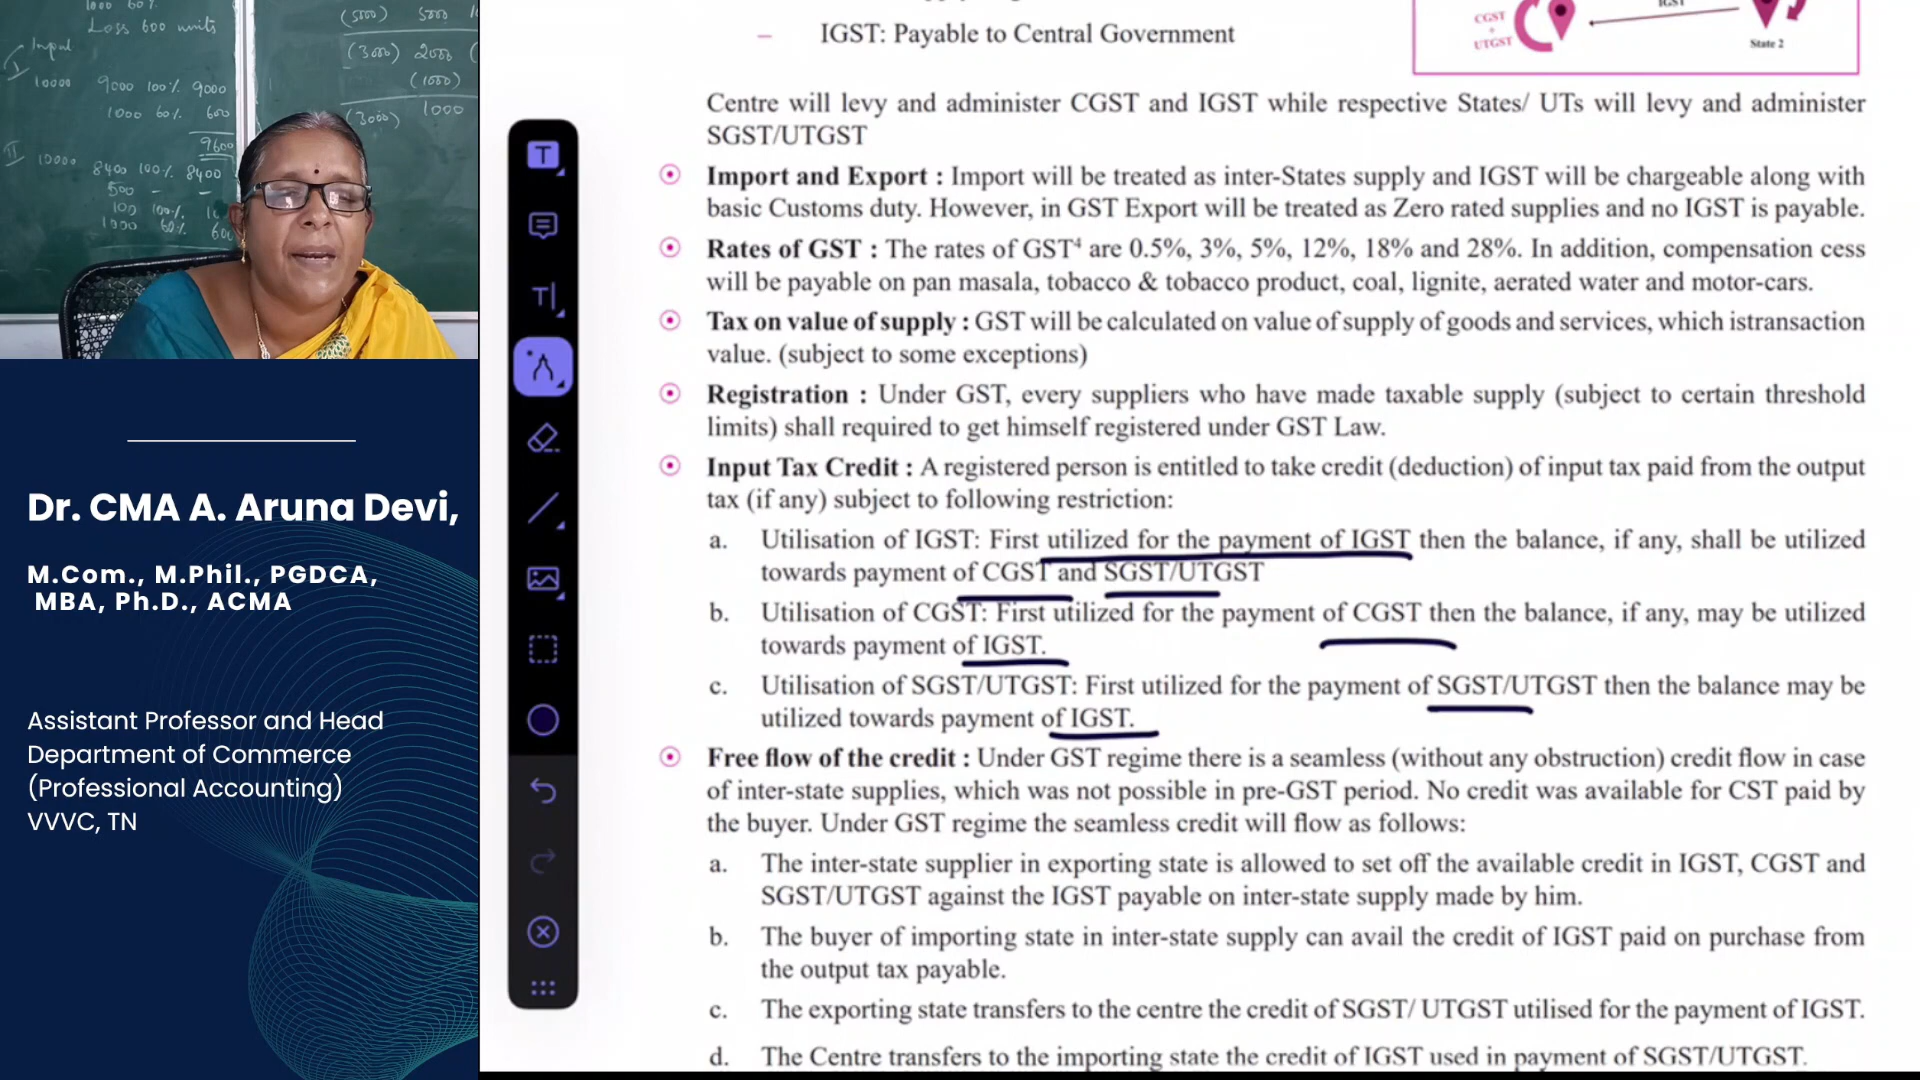 1000 60%
Loss 600 units
Input
I
10000 9000 100% 9000
1000 60% 600
9600
II 10000 8400 100% 8400
500 - -
100 100%
1000 60% 600
(5000) 5000
(3000) 2000
(1000)
(3000) 1000
Dr. CMA A. Aruna Devi,
M.Com., M.Phil., PGDCA,
MBA, Ph.D., ACMA
Assistant Professor and Head
Department of Commerce
(Professional Accounting)
VVVC, TN
T
T
– IGST: Payable to Central Government
CGST
+
UTGST
IGST
State 2
Centre will levy and administer CGST and IGST while respective States/ UTs will levy and administer
SGST/UTGST
Import and Export : Import will be treated as inter-States supply and IGST will be chargeable along with
basic Customs duty. However, in GST Export will be treated as Zero rated supplies and no IGST is payable.
Rates of GST : The rates of GST⁴ are 0.5%, 3%, 5%, 12%, 18% and 28%. In addition, compensation cess
will be payable on pan masala, tobacco & tobacco product, coal, lignite, aerated water and motor-cars.
Tax on value of supply : GST will be calculated on value of supply of goods and services, which istransaction
value. (subject to some exceptions)
Registration : Under GST, every suppliers who have made taxable supply (subject to certain threshold
limits) shall required to get himself registered under GST Law.
Input Tax Credit : A registered person is entitled to take credit (deduction) of input tax paid from the output
tax (if any) subject to following restriction:
a. Utilisation of IGST: First utilized for the payment of IGST then the balance, if any, shall be utilized
towards payment of CGST and SGST/UTGST
b. Utilisation of CGST: First utilized for the payment of CGST then the balance, if any, may be utilized
towards payment of IGST.
c. Utilisation of SGST/UTGST: First utilized for the payment of SGST/UTGST then the balance may be
utilized towards payment of IGST.
Free flow of the credit : Under GST regime there is a seamless (without any obstruction) credit flow in case
of inter-state supplies, which was not possible in pre-GST period. No credit was available for CST paid by
the buyer. Under GST regime the seamless credit will flow as follows:
a. The inter-state supplier in exporting state is allowed to set off the available credit in IGST, CGST and
SGST/UTGST against the IGST payable on inter-state supply made by him.
b. The buyer of importing state in inter-state supply can avail the credit of IGST paid on purchase from
the output tax payable.
c. The exporting state transfers to the centre the credit of SGST/ UTGST utilised for the payment of IGST.
d. The Centre transfers to the importing state the credit of IGST used in payment of SGST/UTGST.